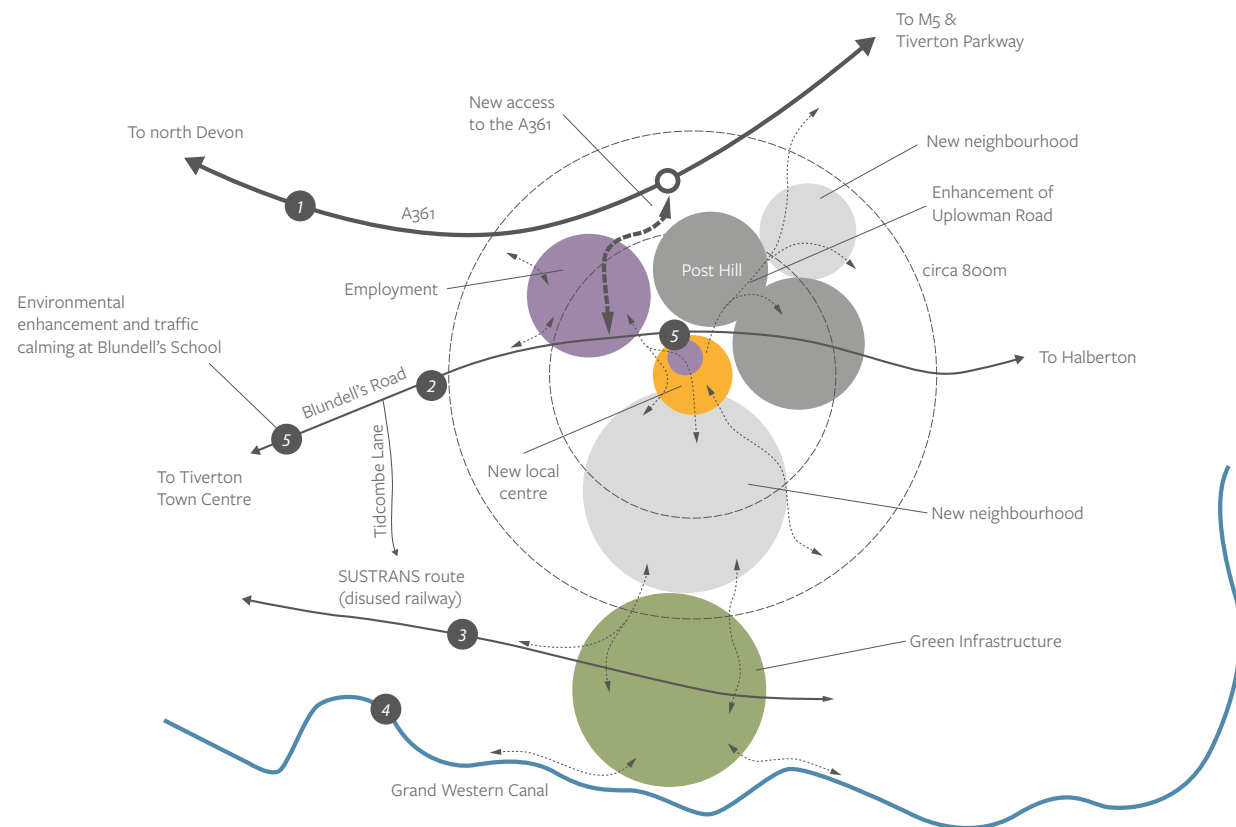 To M5 &
Tiverton Parkway
New access
to the A361
To north Devon
New neighbourhood
1
A361
Enhancement of
Uplowman Road
Post Hill
circa 800m
Employment
Environmental
enhancement and traffic
calming at Blundell's School
5
To Halberton
Blundell's Road
2
5
To Tiverton
Town Centre
Tidcombe Lane
New local
centre
New neighbourhood
SUSTRANS route
(disused railway)
3
Green Infrastructure
4
Grand Western Canal